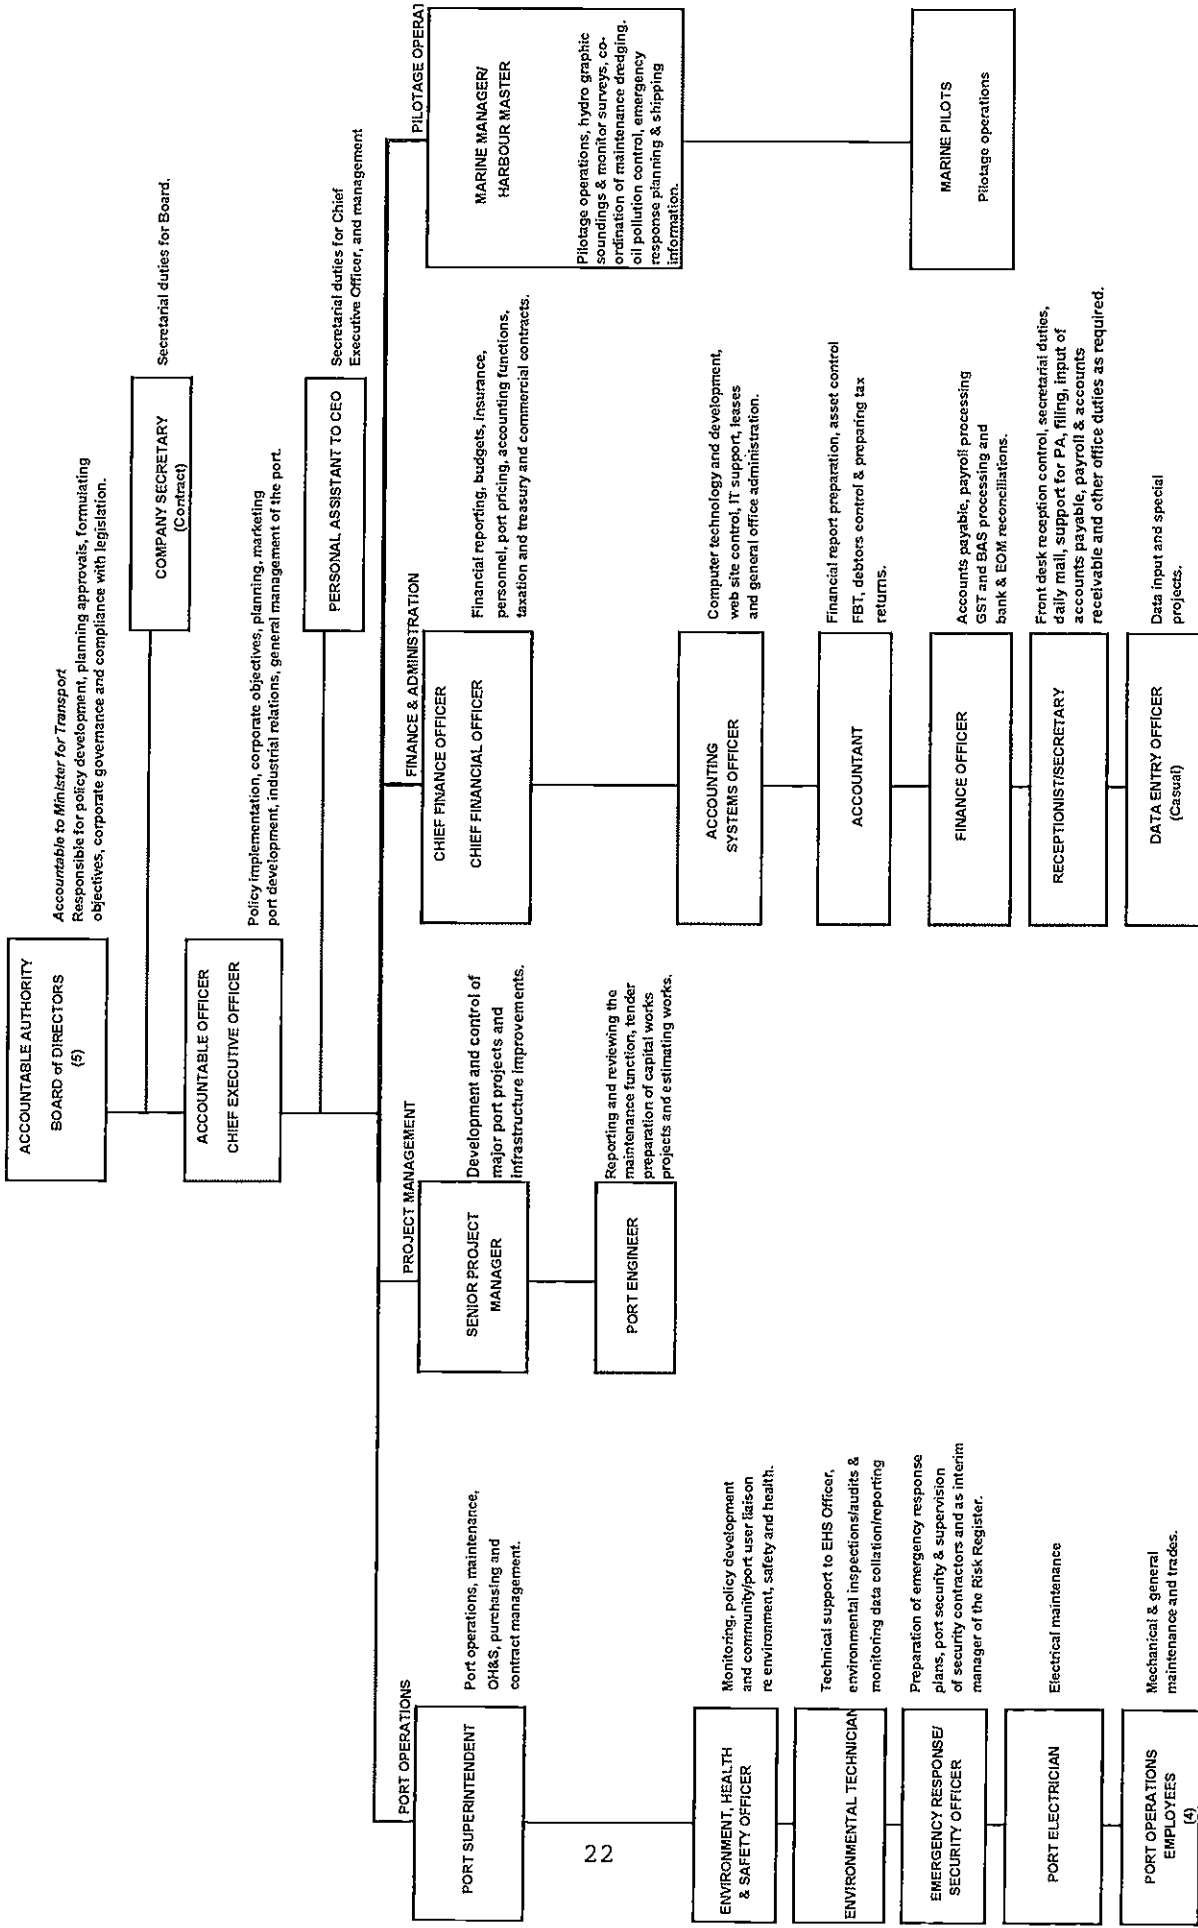 ACCOUNTABLE AUTHORITY
BOARD of DIRECTORS
(5)
Accountable to Minister for Transport
Responsible for policy development, planning approvals, formulating
objectives, corporate governance and compliance with legislation.
COMPANY SECRETARY
(Contract)
Secretarial duties for Board.
ACCOUNTABLE OFFICER
CHIEF EXECUTIVE OFFICER
Policy implementation, corporate objectives, planning, marketing
port development, industrial relations, general management of the port.
PERSONAL ASSISTANT TO CEO
Secretarial duties for Chief
Executive Officer, and management
PORT OPERATIONS
PORT SUPERINTENDENT
Port operations, maintenance,
OH&S, purchasing and
contract management.
ENVIRONMENT, HEALTH
& SAFETY OFFICER
Monitoring, policy development
and community/port user liaison
re environment, safety and health.
ENVIRONMENTAL TECHNICIAN
Technical support to EHS Officer,
environmental inspections/audits &
monitoring data collation/reporting
EMERGENCY RESPONSE/
SECURITY OFFICER
Preparation of emergency response
plans, port security & supervision
of security contractors and as interim
manager of the Risk Register.
PORT ELECTRICIAN
Electrical maintenance
PORT OPERATIONS
EMPLOYEES
(4)
Mechanical & general
maintenance and trades.
PROJECT MANAGEMENT
SENIOR PROJECT
MANAGER
Development and control of
major port projects and
infrastructure improvements.
PORT ENGINEER
Reporting and reviewing the
maintenance function, tender
preparation of capital works
projects and estimating works.
FINANCE & ADMINISTRATION
CHIEF FINANCE OFFICER
CHIEF FINANCIAL OFFICER
Financial reporting, budgets, insurance,
personnel, port pricing, accounting functions,
taxation and treasury and commercial contracts.
ACCOUNTING
SYSTEMS OFFICER
Computer technology and development,
web site control, IT support, leases
and general office administration.
ACCOUNTANT
Financial report preparation, asset control
FBT, debtors control & preparing tax
returns.
FINANCE OFFICER
Accounts payable, payroll processing
GST and BAS processing and
bank & EOM reconciliations.
RECEPTIONIST/SECRETARY
Front desk reception control, secretarial duties,
daily mail, support for PA, filing, input of
accounts payable, payroll & accounts
receivable and other office duties as required.
DATA ENTRY OFFICER
(Casual)
Data input and special
projects.
PILOTAGE OPERAT
MARINE MANAGER/
HARBOUR MASTER
Pilotage operations, hydro graphic
soundings & monitor surveys, co-
ordination of maintenance dredging.
oil pollution control, emergency
response planning & shipping
information.
MARINE PILOTS
Pilotage operations
22